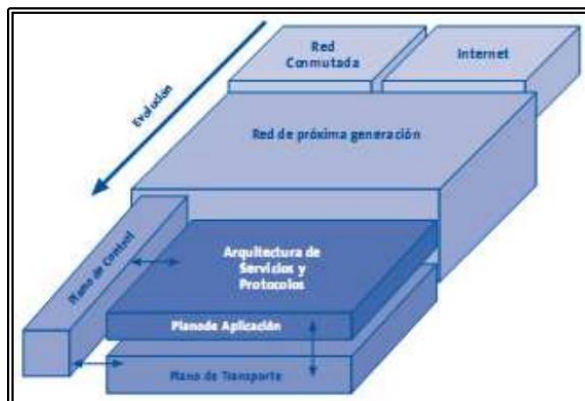 Red
Conmutada
Internet
Evolución
Red de próxima generación
Plano de Control
Arquitectura de
Servicios y
Protocolos
Planode Aplicación
Plano de Transporte